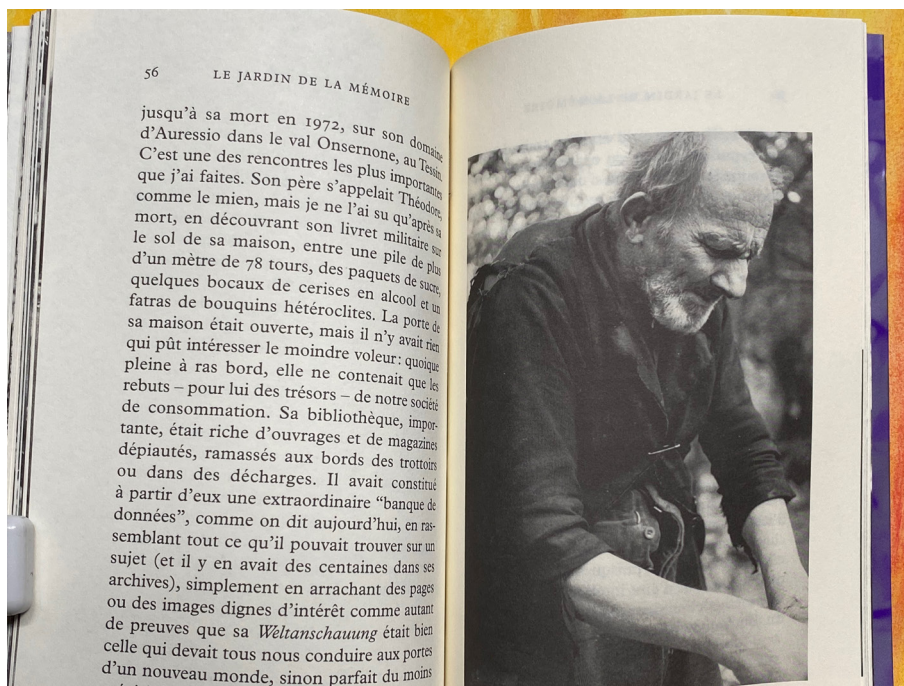 56 LE JARDIN DE LA MÉMOIRE
jusqu'à sa mort en 1972, sur son domaine
d'Auressio dans le val Onsernone, au Tessin.
C'est une des rencontres les plus importantes
que j'ai faites. Son père s'appelait Théodore,
comme le mien, mais je ne l'ai su qu'après sa
mort, en découvrant son livret militaire sur
le sol de sa maison, entre une pile de plus
d'un mètre de 78 tours, des paquets de sucre,
quelques bocaux de cerises en alcool et un
fatras de bouquins hétéroclites. La porte de
sa maison était ouverte, mais il n'y avait rien
qui pût intéresser le moindre voleur : quoique
pleine à ras bord, elle ne contenait que les
rebuts – pour lui des trésors – de notre société
de consommation. Sa bibliothèque, impor-
tante, était riche d'ouvrages et de magazines
dépiautés, ramassés aux bords des trottoirs
ou dans des décharges. Il avait constitué
à partir d'eux une extraordinaire “banque de
données”, comme on dit aujourd'hui, en ras-
semblant tout ce qu'il pouvait trouver sur un
sujet (et il y en avait des centaines dans ses
archives), simplement en arrachant des pages
ou des images dignes d'intérêt comme autant
de preuves que sa Weltanschauung était bien
celle qui devait tous nous conduire aux portes
d'un nouveau monde, sinon parfait du moins